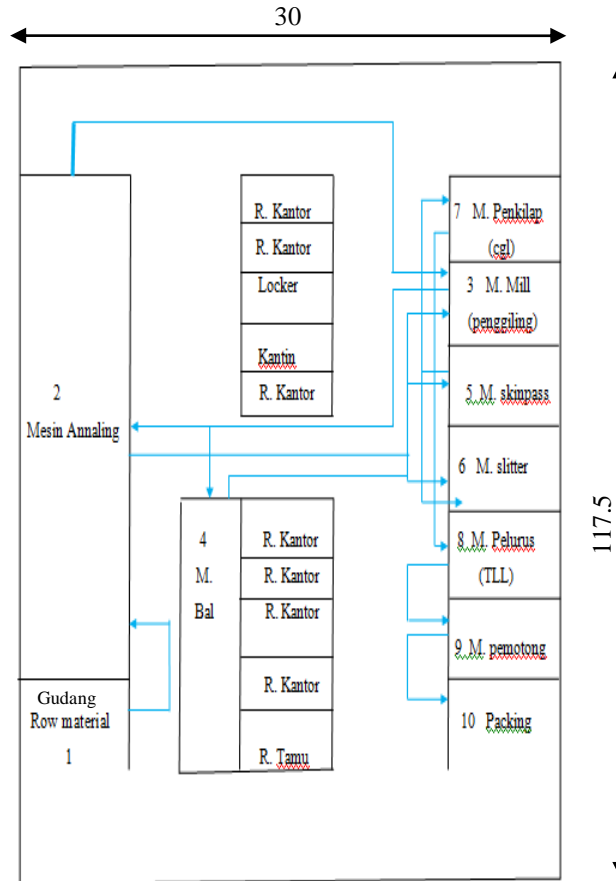 30
R. Kantor
R. Kantor
Locker
Kantin
R. Kantor
7 M. Penkilap
(cgl)
3 M. Mill
(penggiling)
5 M. skinpass
6 M. slitter
8 M. Pelurus
(TLL)
9 M. pemotong
10 Packing
2
Mesin Annaling
4
M.
Bal
R. Kantor
R. Kantor
R. Kantor
R. Kantor
R. Tamu
Gudang
Row material
1
117.5